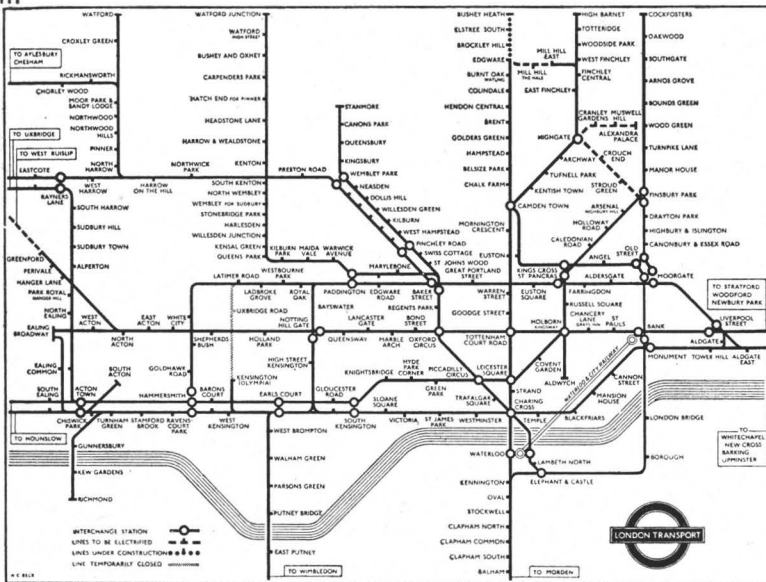 WATFORD
CROXLEY GREEN
TO AYLESBURY
CHESHAM
RICKMANSWORTH
CHORLEY WOOD
MOOR PARK &
SANDY LODGE
NORTHWOOD
NORTHWOOD
HILLS
PINNER
NORTH
HARROW
TO UXBRIDGE
TO WEST RUISLIP
EASTCOTE
RAYNERS
LANE
WEST
HARROW
HARROW
ON THE HILL
NORTHWICK
PARK
PRESTON ROAD
SOUTH HARROW
SUDBURY HILL
SUDBURY TOWN
ALPERTON
GREENFORD
PERIVALE
HANGER LANE
PARK ROYAL
HANGER HILL
NORTH
EALING
EALING
BROADWAY
WEST
ACTON
NORTH
ACTON
EAST
ACTON
WHITE
CITY
EALING
COMMON
SOUTH
ACTON
SOUTH
EALING
ACTON
TOWN
TO HOUNSLOW
CHISWICK
PARK
TURNHAM
GREEN
STAMFORD
BROOK
RAVENS-
COURT
PARK
HAMMERSMITH
GOLDHAWK
ROAD
BARONS
COURT
WEST
KENSINGTON
GUNNERSBURY
KEW GARDENS
RICHMOND
WATFORD JUNCTION
WATFORD
HIGH STREET
BUSHEY AND OXHEY
CARPENDERS PARK
HATCH END FOR PINNER
HEADSTONE LANE
HARROW & WEALDSTONE
KENTON
SOUTH KENTON
NORTH WEMBLEY
WEMBLEY FOR SUDBURY
STONEBRIDGE PARK
HARLESDEN
WILLESDEN JUNCTION
KENSAL GREEN
QUEENS PARK
KILBURN
PARK
MAIDA
VALE
WARWICK
AVENUE
STANMORE
CANONS PARK
QUEENSBURY
KINGSBURY
WEMBLEY PARK
NEASDEN
DOLLIS HILL
WILLESDEN GREEN
KILBURN
WEST HAMPSTEAD
FINCHLEY ROAD
SWISS COTTAGE
ST JOHNS WOOD
MARYLEBONE
GREAT PORTLAND
STREET
LATIMER ROAD
LADBROKE
GROVE
WESTBOURNE
PARK
ROYAL
OAK
PADDINGTON
EDGWARE
ROAD
BAKER
STREET
REGENTS PARK
UXBRIDGE ROAD
NOTTING
HILL GATE
BAYSWATER
LANCASTER
GATE
BOND
STREET
SHEPHERDS
BUSH
HOLLAND
PARK
QUEENSWAY
MARBLE
ARCH
OXFORD
CIRCUS
HIGH STREET
KENSINGTON
KENSINGTON
(OLYMPIA)
EARLS COURT
GLOUCESTER
ROAD
SOUTH
KENSINGTON
KNIGHTSBRIDGE
HYDE
PARK
CORNER
GREEN
PARK
PICCADILLY
CIRCUS
SLOANE
SQUARE
VICTORIA
ST JAMES
PARK
WESTMINSTER
TRAFALGAR
SQUARE
WEST BROMPTON
WALHAM GREEN
PARSONS GREEN
PUTNEY BRIDGE
EAST PUTNEY
TO WIMBLEDON
BUSHEY HEATH
ELSTREE SOUTH
BROCKLEY HILL
EDGWARE
BURNT OAK
WATLING
COLINDALE
HENDON CENTRAL
BRENT
GOLDERS GREEN
HAMPSTEAD
BELSIZE PARK
CHALK FARM
MILL HILL
EAST
MILL HILL
THE HALE
HIGH BARNET
TOTTERIDGE
WOODSIDE PARK
WEST FINCHLEY
FINCHLEY
CENTRAL
EAST FINCHLEY
HIGHGATE
CRANLEY
GARDENS
MUSWELL
HILL
ALEXANDRA
PALACE
CROUCH
END
STROUD
GREEN
ARCHWAY
TUFNELL PARK
KENTISH TOWN
CAMDEN TOWN
MORNINGTON
CRESCENT
EUSTON
COCKFOSTERS
OAKWOOD
SOUTHGATE
ARNOS GROVE
BOUNDS GREEN
WOOD GREEN
TURNPIKE LANE
MANOR HOUSE
FINSBURY
PARK
DRAYTON PARK
HIGHBURY & ISLINGTON
CANONBURY & ESSEX ROAD
ARSENAL
HIGHBURY HILL
HOLLOWAY
ROAD
CALEDONIAN
ROAD
KINGS CROSS
ST PANCRAS
ANGEL
OLD
STREET
MOORGATE
WARREN
STREET
EUSTON
SQUARE
FARRINGDON
ALDERSGATE
GOODGE STREET
RUSSELL SQUARE
CHANCERY
LANE
GRAYS INN
ST
PAULS
TOTTENHAM
COURT ROAD
HOLBORN
KINGSWAY
BANK
LIVERPOOL
STREET
TO STRATFORD
WOODFORD
NEWBURY PARK
ALDGATE
ALDGATE
EAST
MONUMENT
TOWER HILL
LEICESTER
SQUARE
COVENT
GARDEN
ALDWYCH
STRAND
CHARING
CROSS
TEMPLE
BLACKFRIARS
MANSION
HOUSE
CANNON
STREET
WATERLOO & CITY RAILWAY
WATERLOO
LAMBETH NORTH
ELEPHANT & CASTLE
LONDON BRIDGE
BOROUGH
TO
WHITECHAPEL
NEW CROSS
BARKING
UPMINSTER
KENNINGTON
OVAL
STOCKWELL
CLAPHAM NORTH
CLAPHAM COMMON
CLAPHAM SOUTH
BALHAM
TO MORDEN
INTERCHANGE STATION
LINES TO BE ELECTRIFIED
LINES UNDER CONSTRUCTION
LINE TEMPORARILY CLOSED
H C BECK
LONDON TRANSPORT